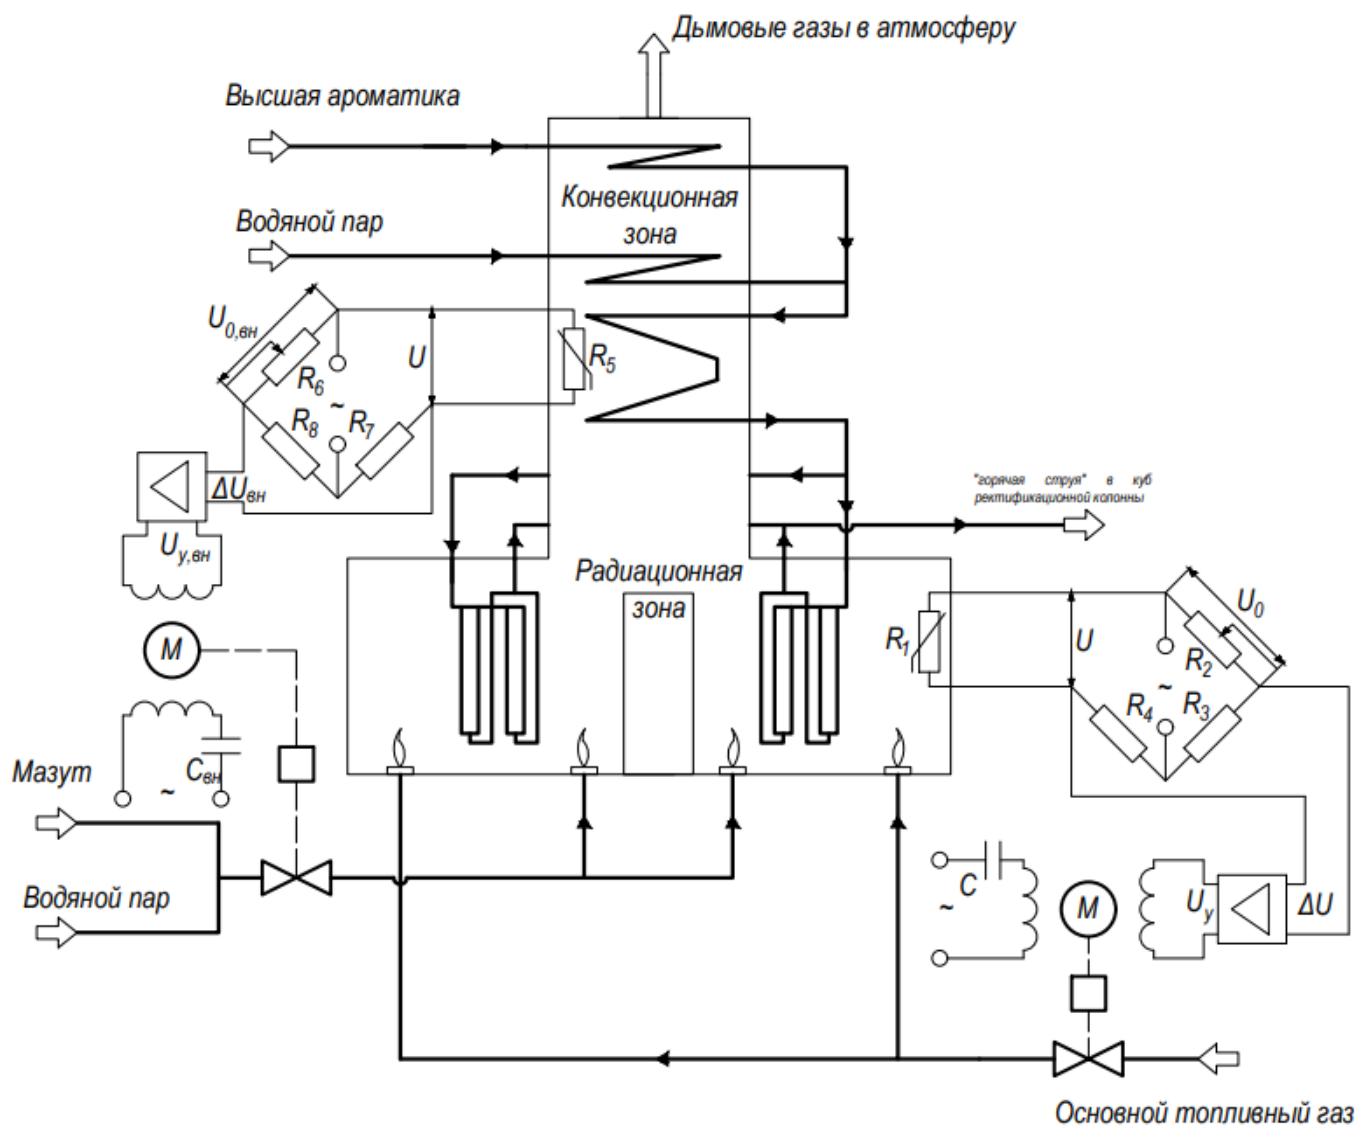 Дымовые газы в атмосферу
Высшая ароматика
Конвекционная
зона
Водяной пар
U0,вн
U
R5
R6
~
R8
R7
ΔUвн
Uу,вн
"горячая струя" в куб
ректификационной колонны
Радиационная
зона
M
R1
U
U0
R2
~
R4
R3
Cвн
~
Мазут
Водяной пар
C
~
M
Uу
ΔU
Основной топливный газ